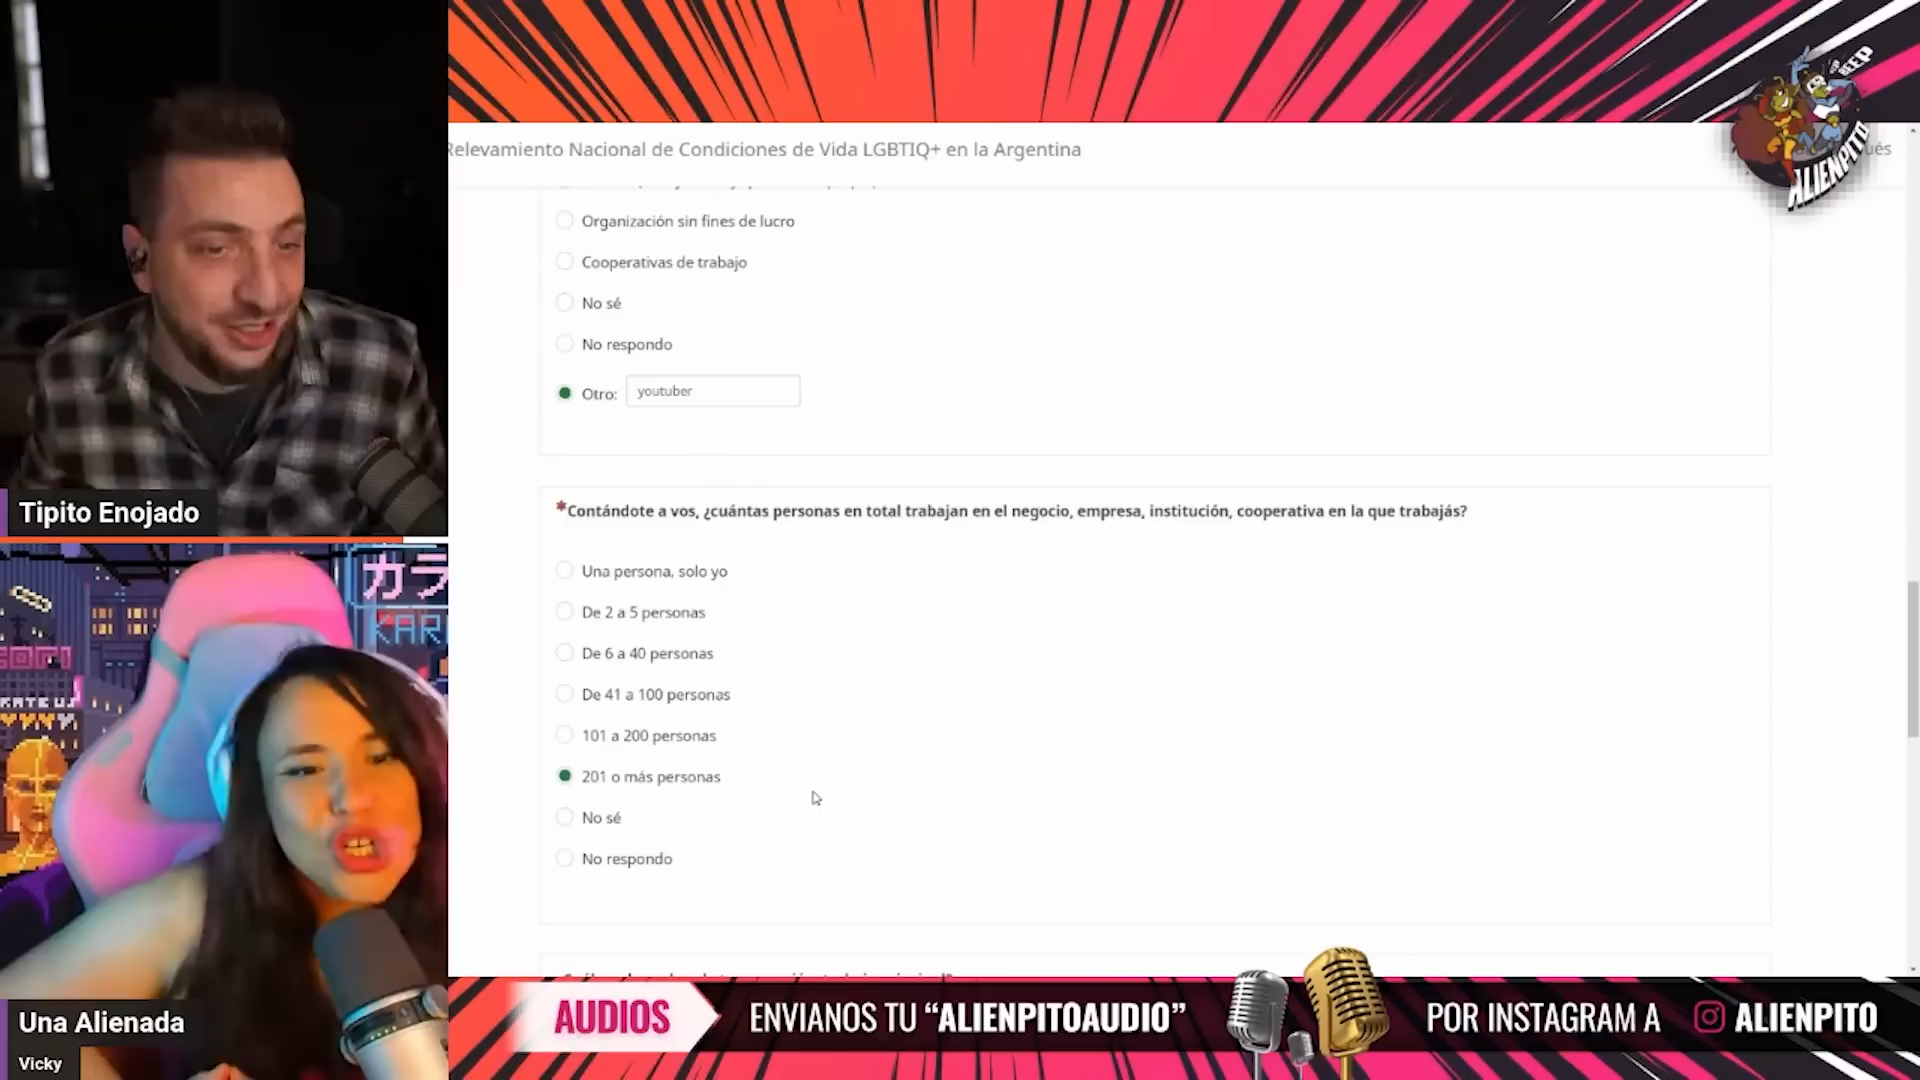 Relevamiento Nacional de Condiciones de Vida LGBTIQ+ en la Argentina
BEEP
ALIENPITO
Organización sin fines de lucro
Cooperativas de trabajo
No sé
No respondo
Otro: youtuber
*Contándote a vos, ¿cuántas personas en total trabajan en el negocio, empresa, institución, cooperativa en la que trabajás?
Una persona, solo yo
De 2 a 5 personas
De 6 a 40 personas
De 41 a 100 personas
101 a 200 personas
201 o más personas
No sé
No respondo
Tipito Enojado
カラ
KAR
Una Alienada
Vicky
AUDIOS
ENVIANOS TU “ALIENPITOAUDIO”
POR INSTAGRAM A
ALIENPITO